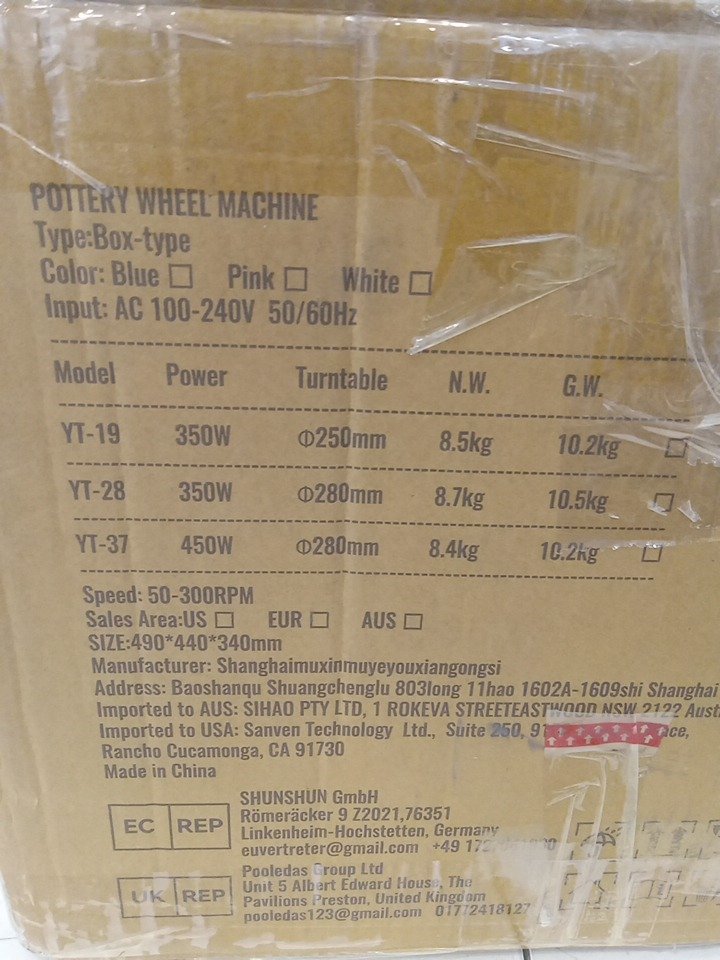 POTTERY WHEEL MACHINE
Type:Box-type
Color: Blue □ Pink □ White □
Input: AC 100-240V 50/60Hz
Model Power Turntable N.W. G.W.
YT-19 350W Φ250mm 8.5kg 10.2kg □
YT-28 350W Φ280mm 8.7kg 10.5kg □
YT-37 450W Φ280mm 8.4kg 10.2kg □
Speed: 50-300RPM
Sales Area:US □ EUR □ AUS □
SIZE:490*440*340mm
Manufacturer: Shanghaimuxinmuyeyouxiangongsi
Address: Baoshanqu Shuangchenglu 803long 11hao 1602A-1609shi Shanghai
Imported to AUS: SIHAO PTY LTD, 1 ROKEVA STREETEASTWOOD NSW 2122 Aust
Imported to USA: Sanven Technology Ltd., Suite 250, 91
Rancho Cucamonga, CA 91730
Made in China
EC REP
SHUNSHUN GmbH
Römeräcker 9 Z2021,76351
Linkenheim-Hochstetten, Germany
euvertreter@gmail.com +49
UK REP
Pooledas Group Ltd
Unit 5 Albert Edward House, The
Pavilions Preston, United Kingdom
pooledas123@gmail.com 01772418127